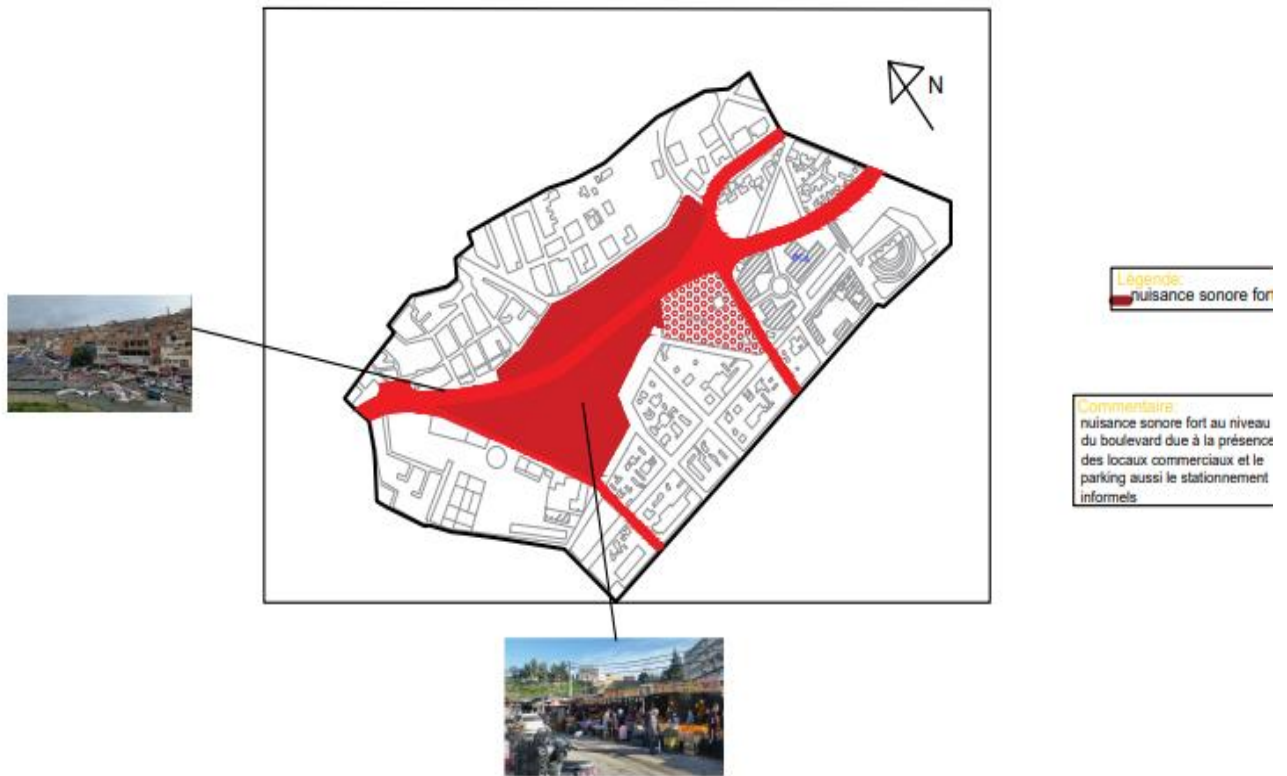 N
Légende:
nuisance sonore fort
Commentaire:
nuisance sonore fort au niveau
du boulevard due à la présence
des locaux commerciaux et le
parking aussi le stationnement
informels